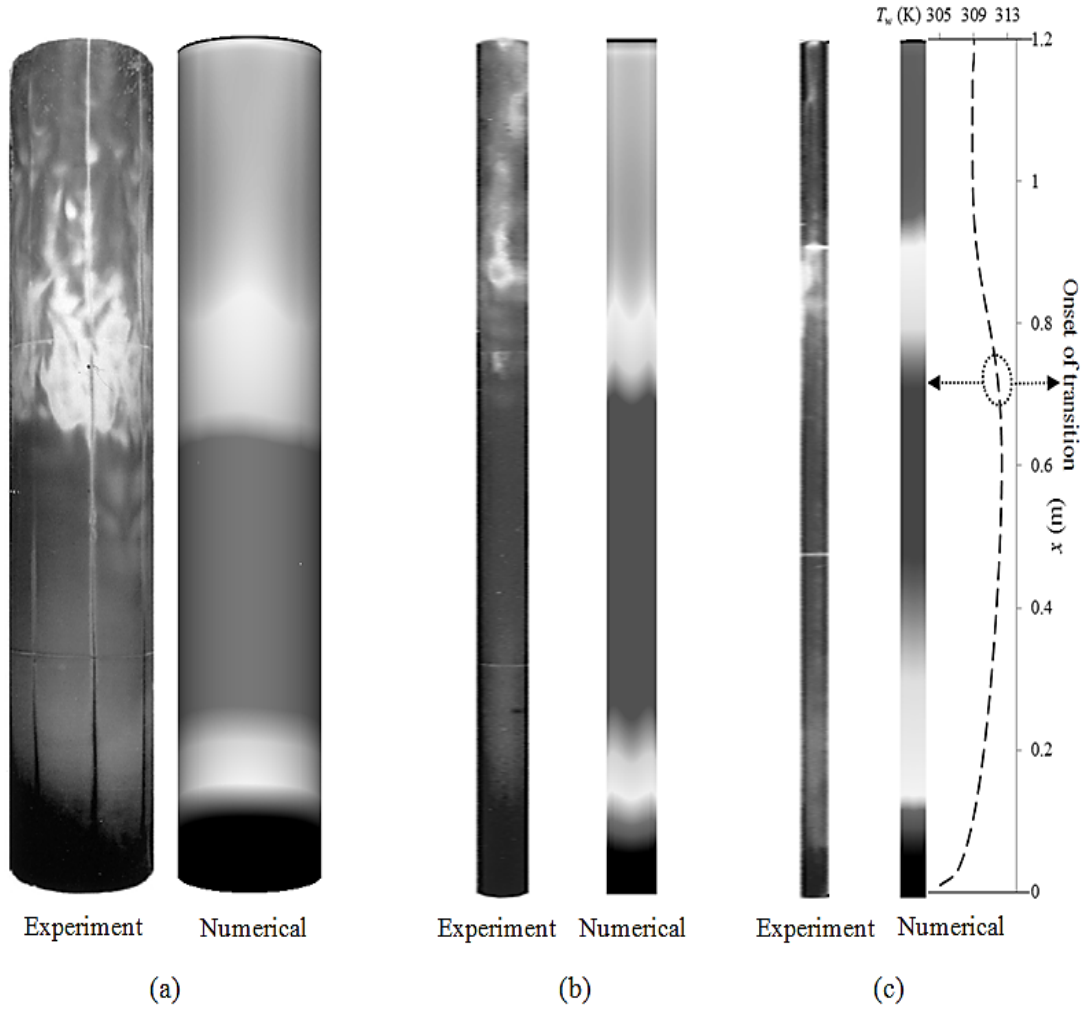 T_w (K) 305 309 313
1.2
1
0.8
0.6
0.4
0.2
0
Onset of transition
x (m)
Experiment Numerical Experiment Numerical Experiment Numerical
(a) (b) (c)